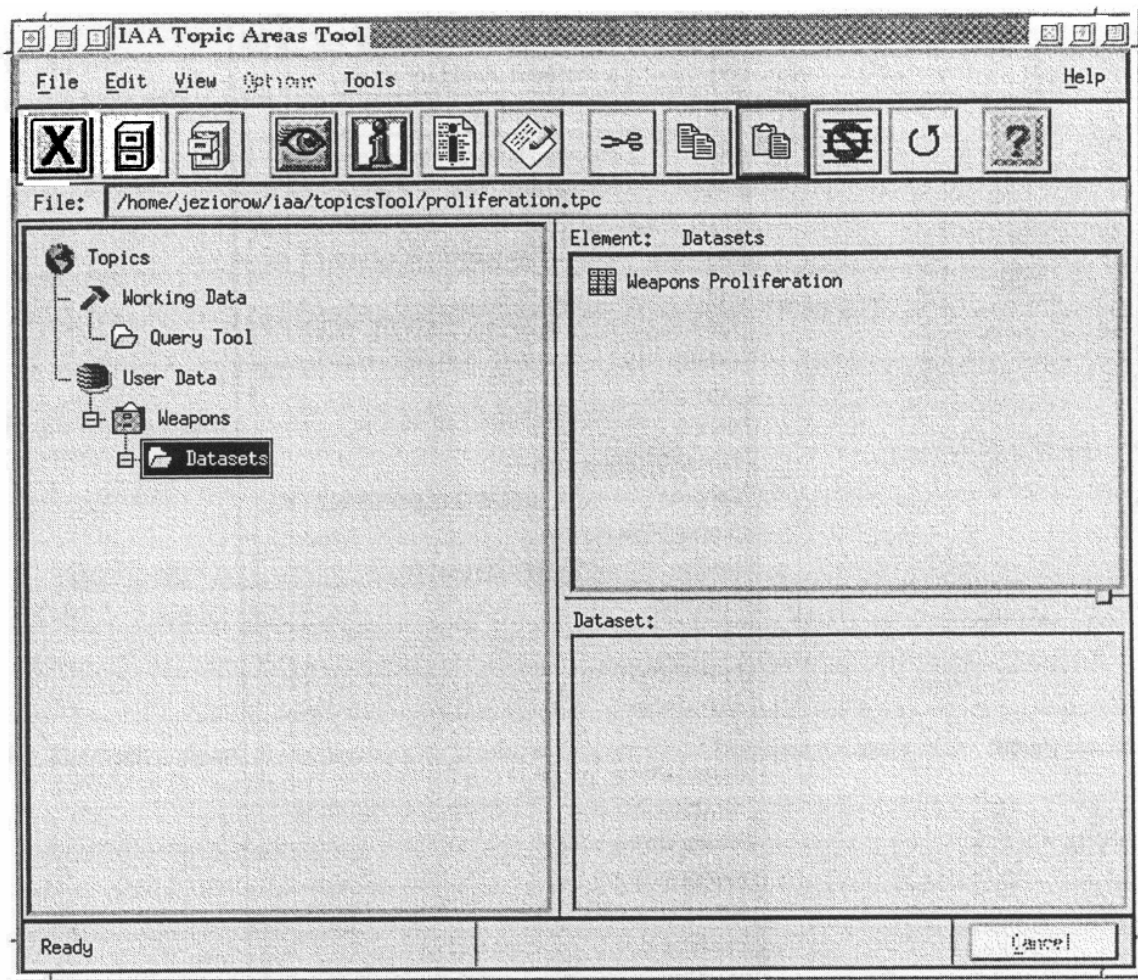 IAA Topic Areas Tool
File Edit View Options Tools Help
X i ?
File: /home/jeziorow/iaa/topicsTool/proliferation.tpc
Topics
Working Data
Query Tool
User Data
Weapons
Datasets
Element: Datasets
Weapons Proliferation
Dataset:
Ready
Cancel